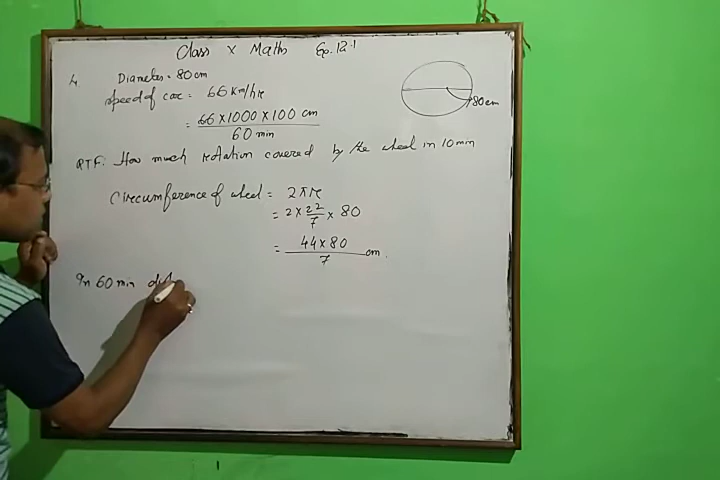 Class X Maths Ex. 12.1
4. Diameter = 80 cm
80 cm
speed of car = 66 km/hr
= 66 x 1000 x 100 cm / 60 min
RTF: How much rotation covered by the wheel in 10 min
Circumference of wheel = 2πr
= 2 x 22/7 x 80
= 44 x 80 / 7 cm.
In 60 min